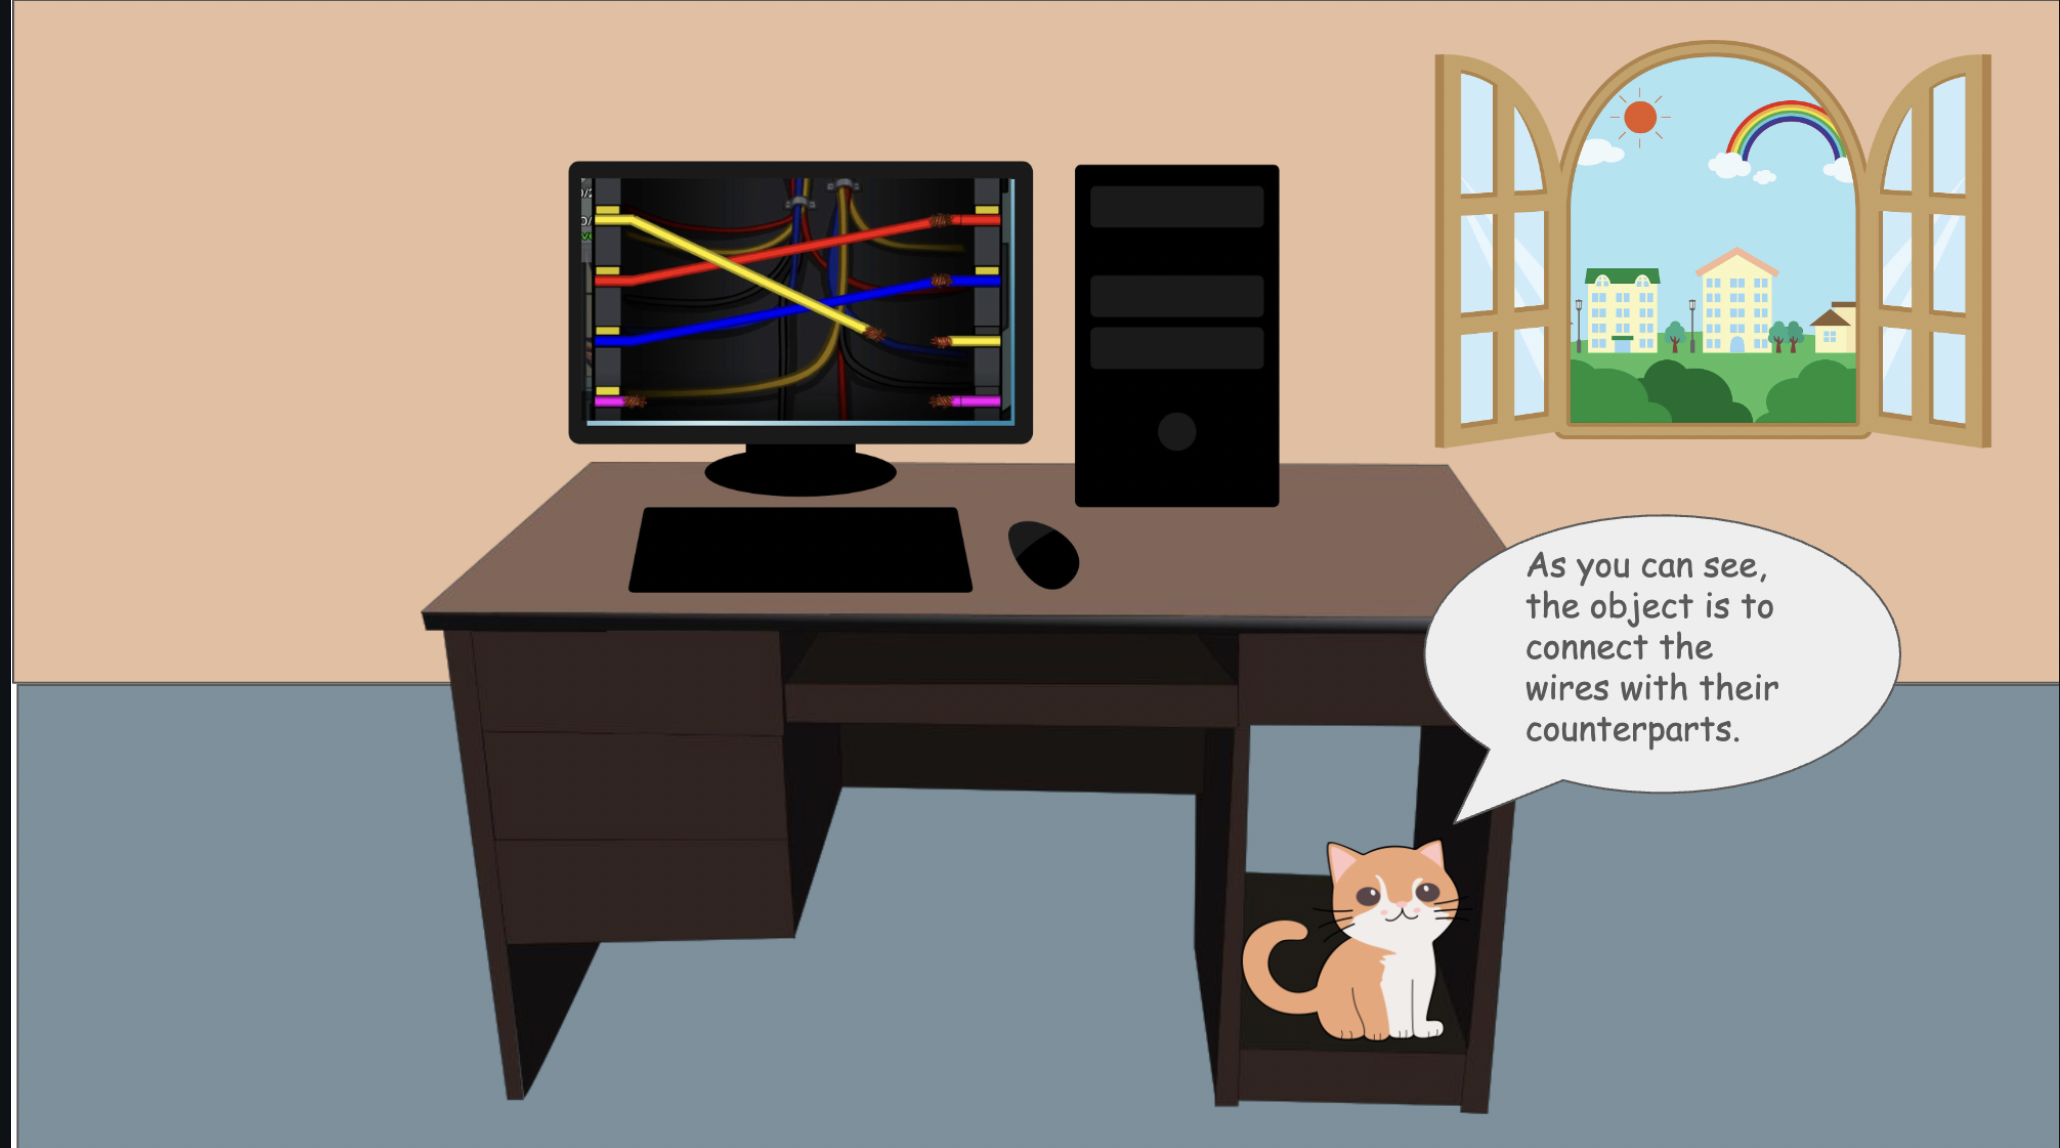 As you can see,
the object is to
connect the
wires with their
counterparts.